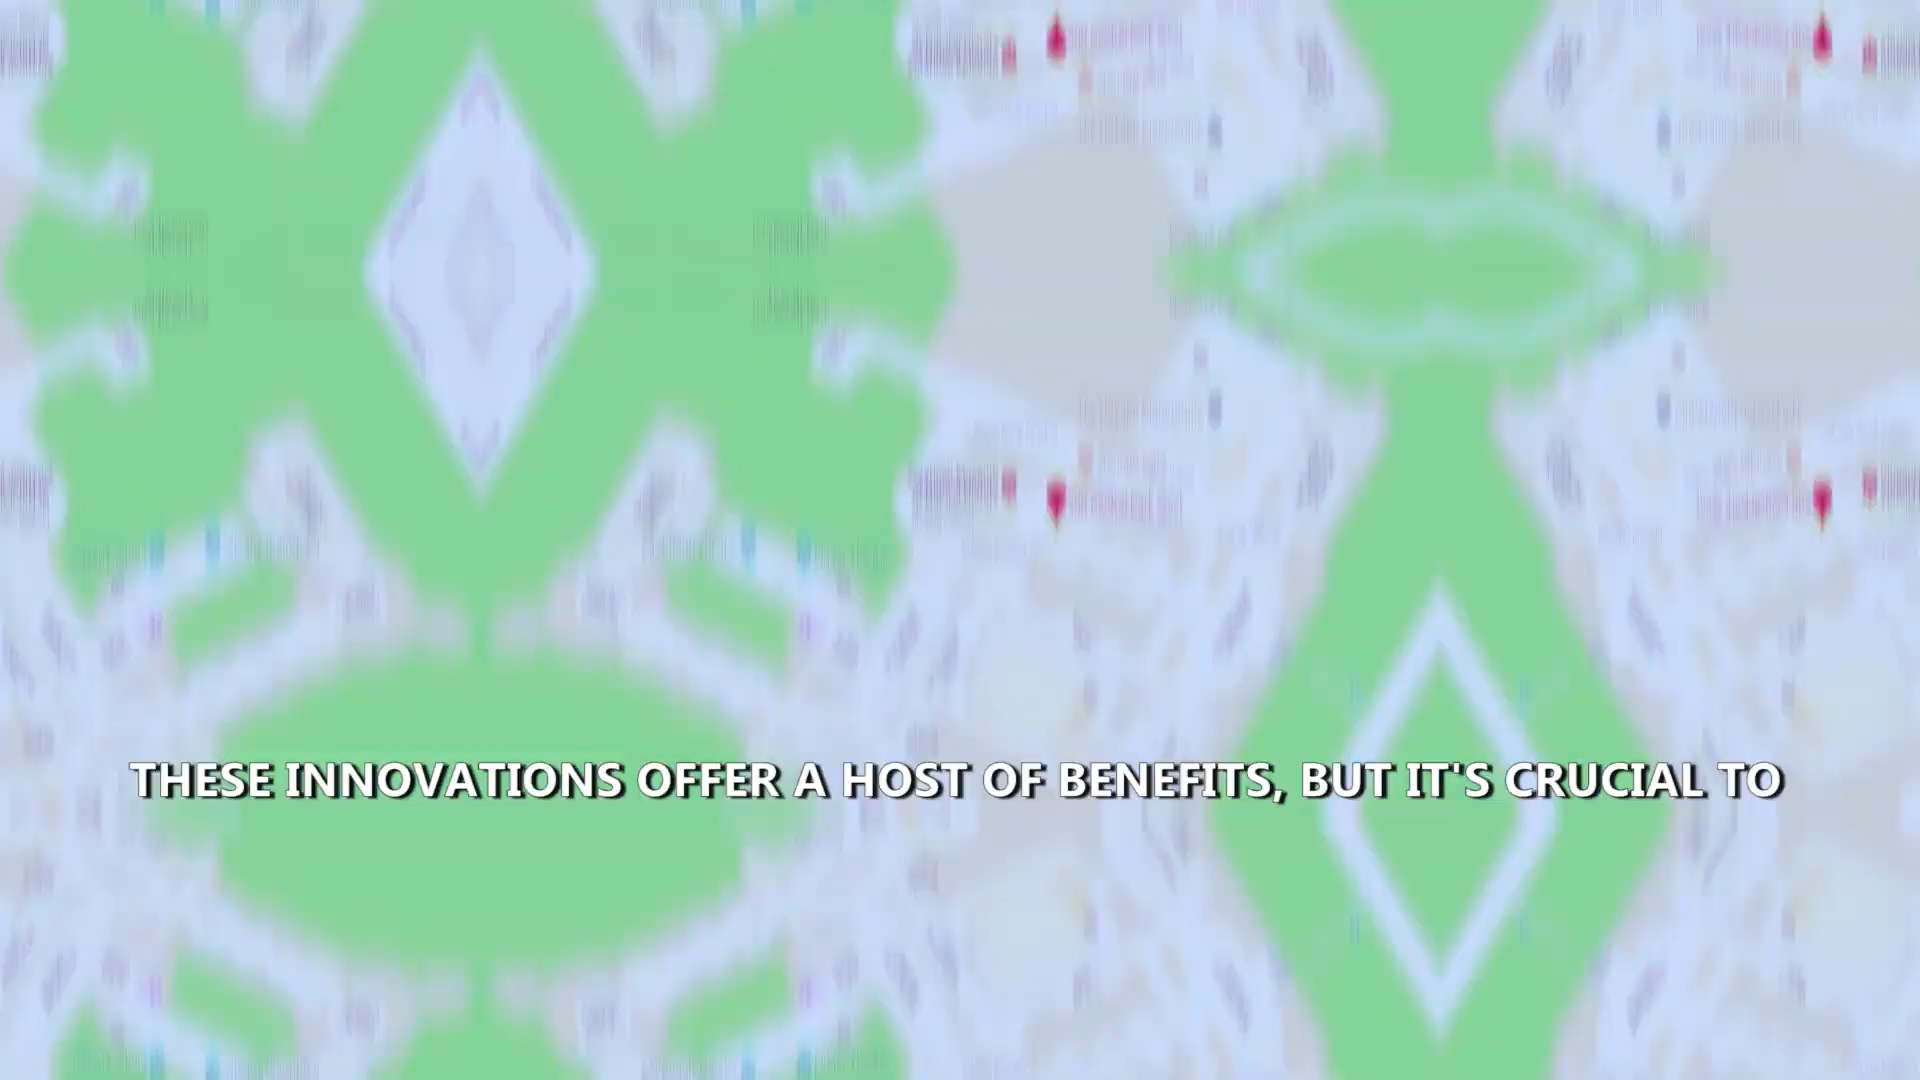 THESE INNOVATIONS OFFER A HOST OF BENEFITS, BUT IT'S CRUCIAL TO